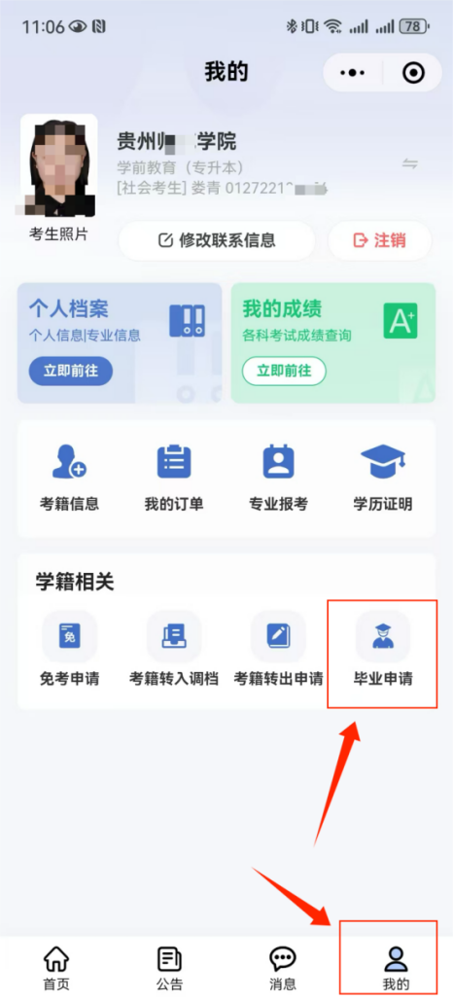 11:06
78
我的
贵州师 学院
学前教育（专升本）
[社会考生] 娄青 01272212
考生照片
修改联系信息
注销
个人档案
个人信息|专业信息
立即前往
我的成绩
各科考试成绩查询
立即前往
A+
考籍信息
我的订单
专业报考
学历证明
学籍相关
免
免考申请
考籍转入调档
考籍转出申请
毕业申请
首页
公告
消息
我的